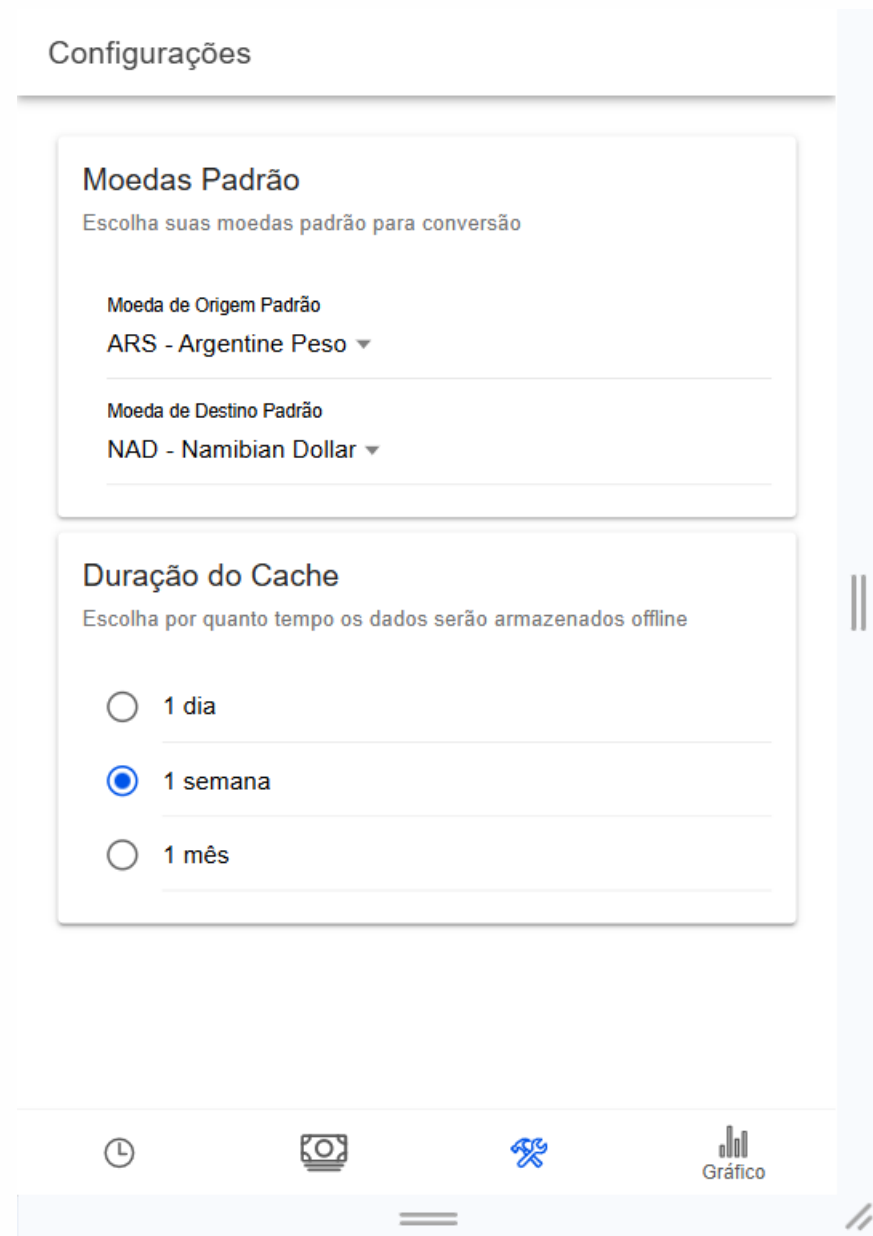 Configurações
Moedas Padrão
Escolha suas moedas padrão para conversão
Moeda de Origem Padrão
ARS - Argentine Peso
Moeda de Destino Padrão
NAD - Namibian Dollar
Duração do Cache
Escolha por quanto tempo os dados serão armazenados offline
1 dia
1 semana
1 mês
Gráfico